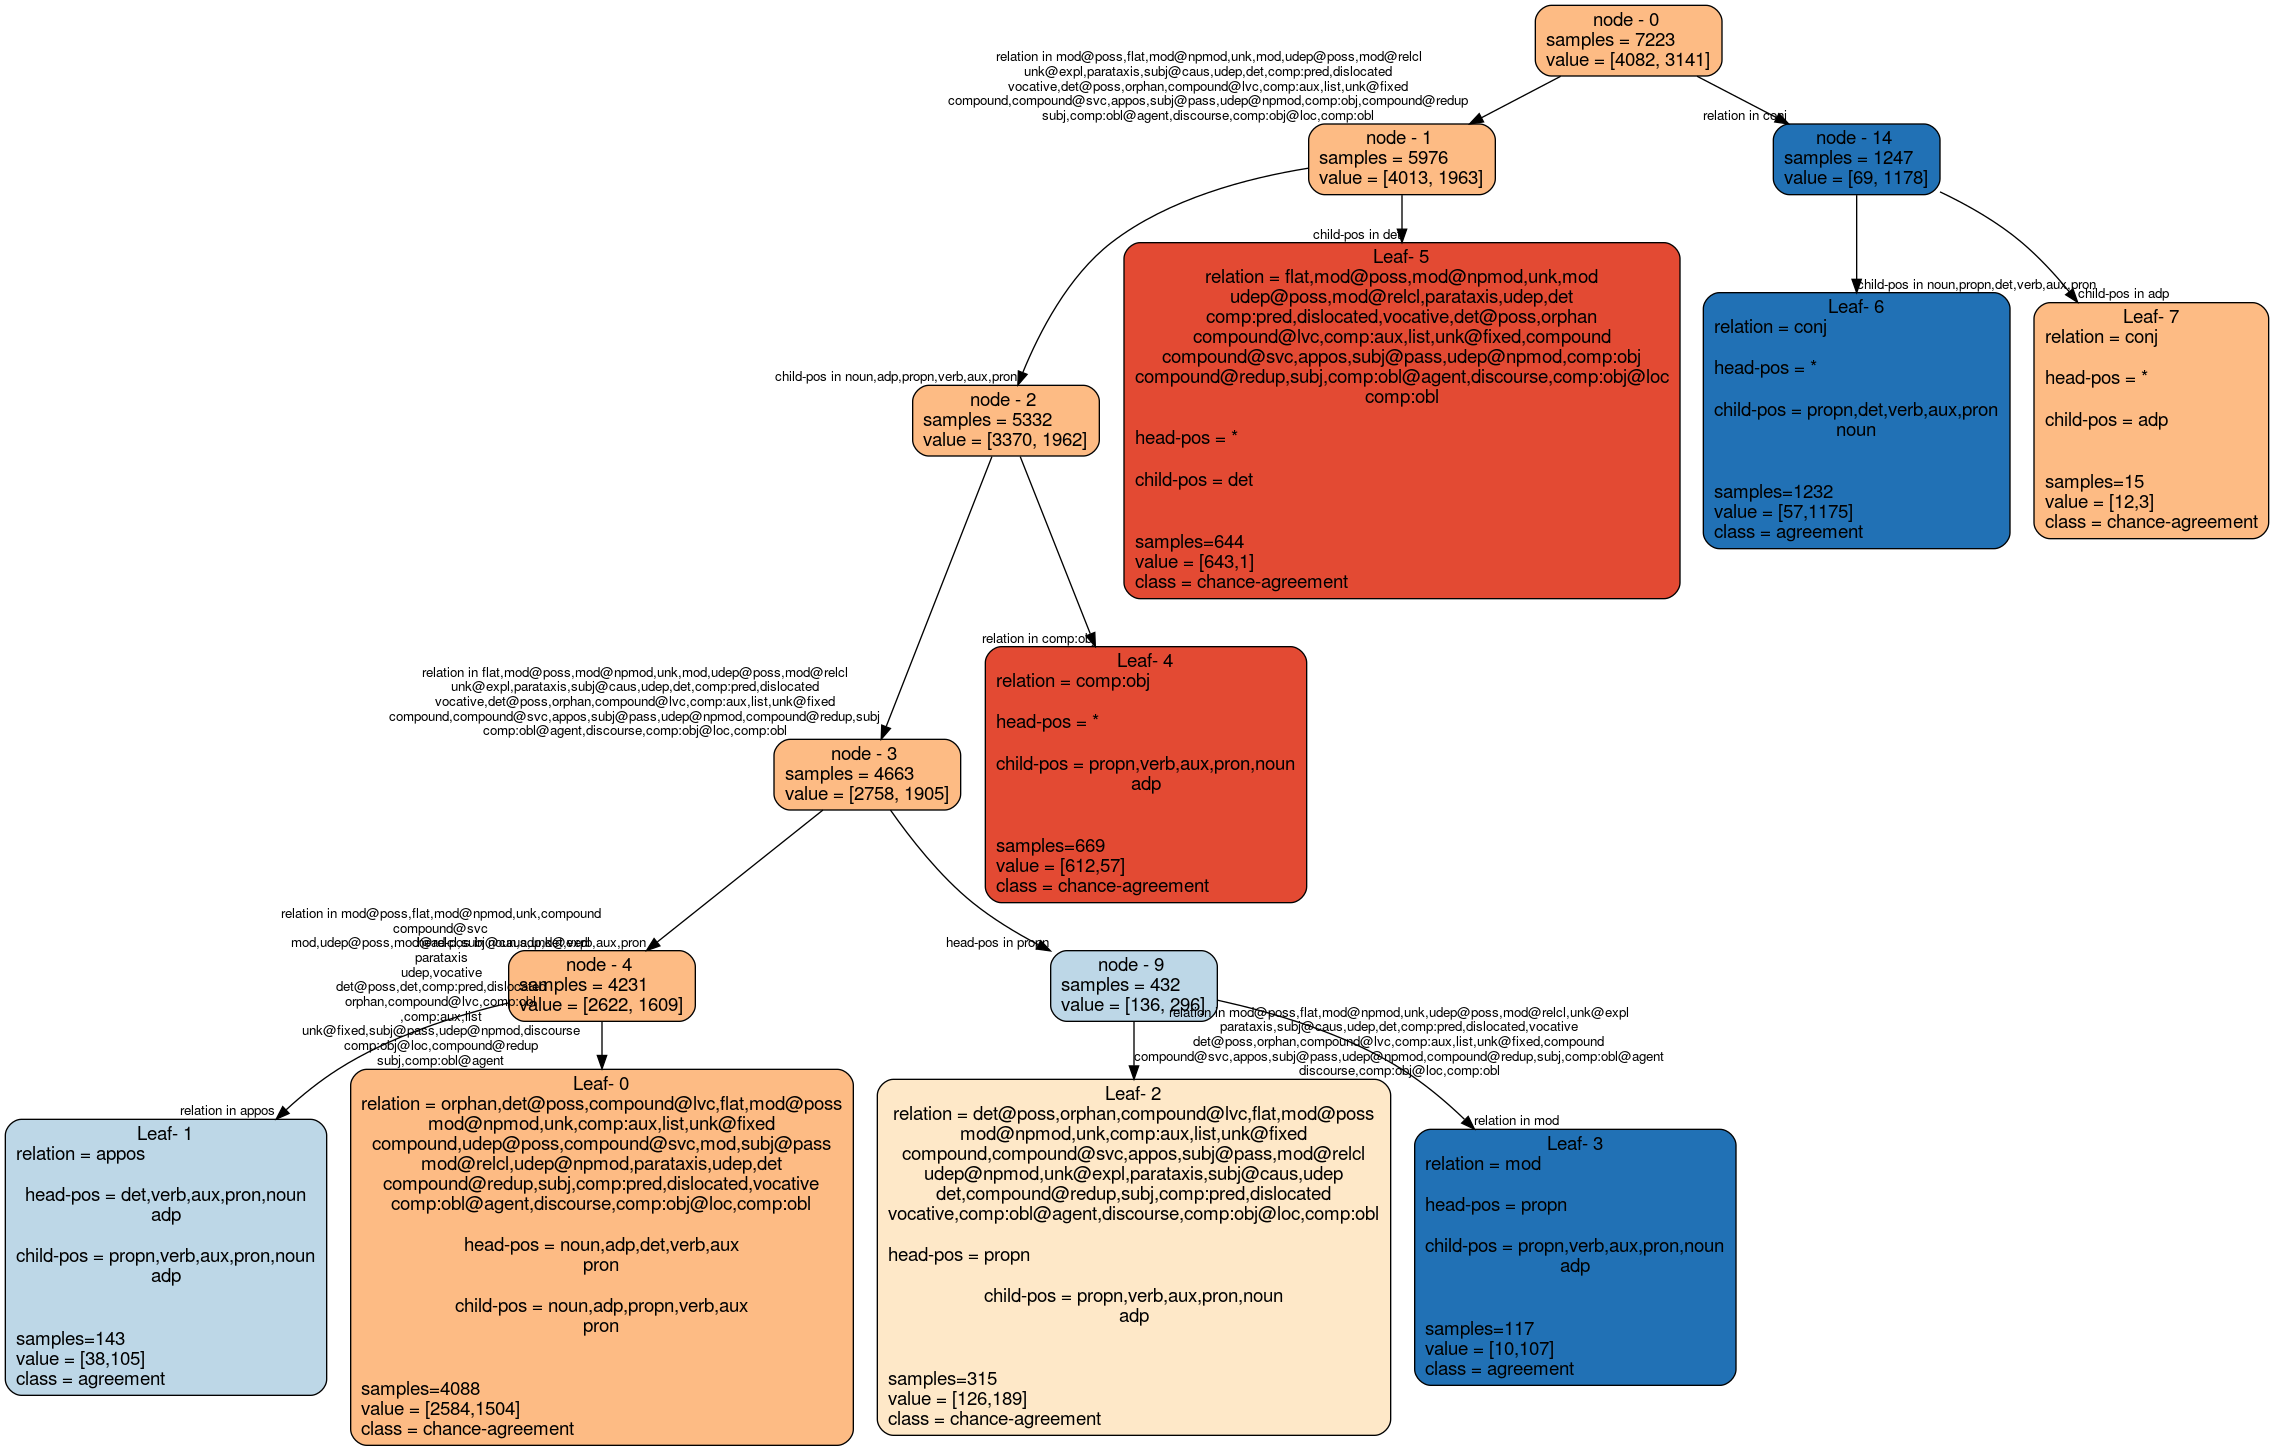 node - 0
samples = 7223
value = [4082, 3141]
relation in mod@poss,flat,mod@npmod,unk,mod,udep@poss,mod@relcl
unk@expl,parataxis,subj@caus,udep,det,comp:pred,dislocated
vocative,det@poss,orphan,compound@lvc,comp:aux,list,unk@fixed
compound,compound@svc,appos,subj@pass,udep@npmod,comp:obj,compound@redup
subj,comp:obl@agent,discourse,comp:obj@loc,comp:obl
relation in conj
node - 1
samples = 5976
value = [4013, 1963]
node - 14
samples = 1247
value = [69, 1178]
child-pos in det
Leaf- 5
relation = flat,mod@poss,mod@npmod,unk,mod
udep@poss,mod@relcl,parataxis,udep,det
comp:pred,dislocated,vocative,det@poss,orphan
compound@lvc,comp:aux,list,unk@fixed,compound
compound@svc,appos,subj@pass,udep@npmod,comp:obj
compound@redup,subj,comp:obl@agent,discourse,comp:obj@loc
comp:obl
head-pos = *
child-pos = det
samples=644
value = [643,1]
class = chance-agreement
child-pos in noun,propn,det,verb,aux,pron
Leaf- 6
relation = conj
head-pos = *
child-pos = propn,det,verb,aux,pron
noun
samples=1232
value = [57,1175]
class = agreement
child-pos in adp
Leaf- 7
relation = conj
head-pos = *
child-pos = adp
samples=15
value = [12,3]
class = chance-agreement
child-pos in noun,adp,propn,verb,aux,pron
node - 2
samples = 5332
value = [3370, 1962]
relation in comp:obj
Leaf- 4
relation = comp:obj
head-pos = *
child-pos = propn,verb,aux,pron,noun
adp
samples=669
value = [612,57]
class = chance-agreement
relation in flat,mod@poss,mod@npmod,unk,mod,udep@poss,mod@relcl
unk@expl,parataxis,subj@caus,udep,det,comp:pred,dislocated
vocative,det@poss,orphan,compound@lvc,comp:aux,list,unk@fixed
compound,compound@svc,appos,subj@pass,udep@npmod,compound@redup,subj
comp:obl@agent,discourse,comp:obj@loc,comp:obl
node - 3
samples = 4663
value = [2758, 1905]
relation in mod@poss,flat,mod@npmod,unk,compound
compound@svc
mod,udep@poss,mod@relcl,subj@caus,unk@expl
parataxis
udep,vocative
det@poss,det,comp:pred,dislocated
orphan,compound@lvc,comp:obl
,comp:aux,list
unk@fixed,subj@pass,udep@npmod,discourse
comp:obj@loc,compound@redup
subj,comp:obl@agent
node - 4
samples = 4231
value = [2622, 1609]
head-pos in propn
node - 9
samples = 432
value = [136, 296]
relation in mod@poss,flat,mod@npmod,unk,udep@poss,mod@relcl,unk@expl
parataxis,subj@caus,udep,det,comp:pred,dislocated,vocative
det@poss,orphan,compound@lvc,comp:aux,list,unk@fixed,compound
compound@svc,appos,subj@pass,udep@npmod,compound@redup,subj,comp:obl@agent
discourse,comp:obj@loc,comp:obl
relation in appos
Leaf- 1
relation = appos
head-pos = det,verb,aux,pron,noun
adp
child-pos = propn,verb,aux,pron,noun
adp
samples=143
value = [38,105]
class = agreement
Leaf- 0
relation = orphan,det@poss,compound@lvc,flat,mod@poss
mod@npmod,unk,comp:aux,list,unk@fixed
compound,udep@poss,compound@svc,mod,subj@pass
mod@relcl,udep@npmod,parataxis,udep,det
compound@redup,subj,comp:pred,dislocated,vocative
comp:obl@agent,discourse,comp:obj@loc,comp:obl
head-pos = noun,adp,det,verb,aux
pron
child-pos = noun,adp,propn,verb,aux
pron
samples=4088
value = [2584,1504]
class = chance-agreement
Leaf- 2
relation = det@poss,orphan,compound@lvc,flat,mod@poss
mod@npmod,unk,comp:aux,list,unk@fixed
compound,compound@svc,appos,subj@pass,mod@relcl
udep@npmod,unk@expl,parataxis,subj@caus,udep
det,compound@redup,subj,comp:pred,dislocated
vocative,comp:obl@agent,discourse,comp:obj@loc,comp:obl
head-pos = propn
child-pos = propn,verb,aux,pron,noun
adp
samples=315
value = [126,189]
class = chance-agreement
relation in mod
Leaf- 3
relation = mod
head-pos = propn
child-pos = propn,verb,aux,pron,noun
adp
samples=117
value = [10,107]
class = agreement